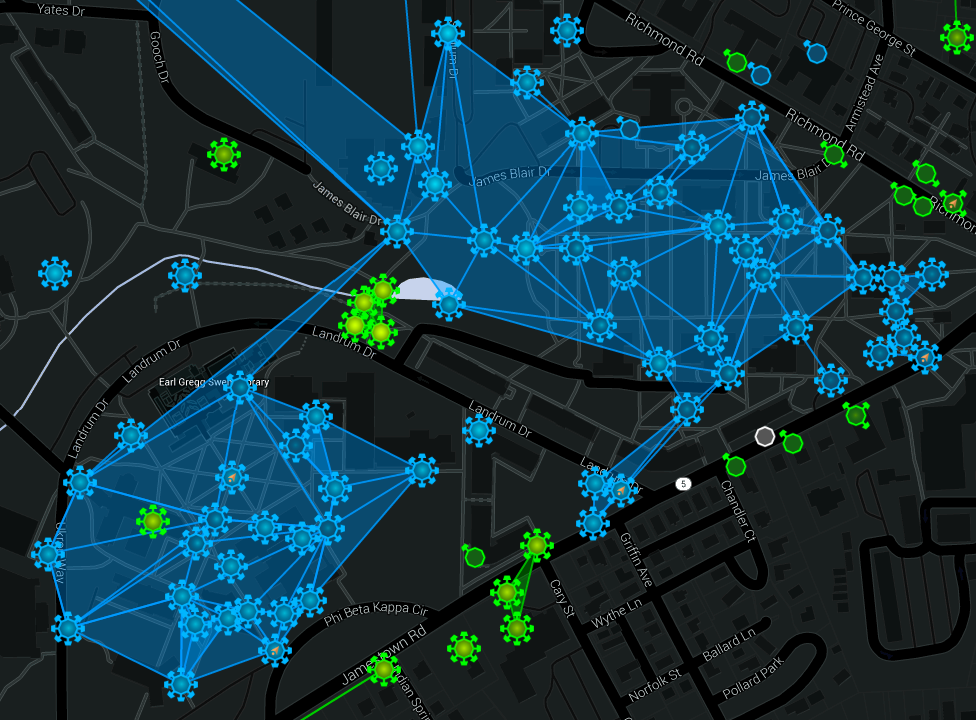 Yates Dr
Gooch Dr
Richmond Rd
Prince George St
Armistead Ave
Richmond Rd
James Blair Dr
James Blair Dr
James Blair Dr
Landrum Dr
Landrum Dr
Earl Gregg Swem Library
Landrum Dr
Landrum Dr
5
Chandler Ct
Ukrop Way
Griffin Ave
Cary St
Wythe Ln
Phi Beta Kappa Cir
Jamestown Rd
Ballard Ln
Norfolk St
Pollard Park